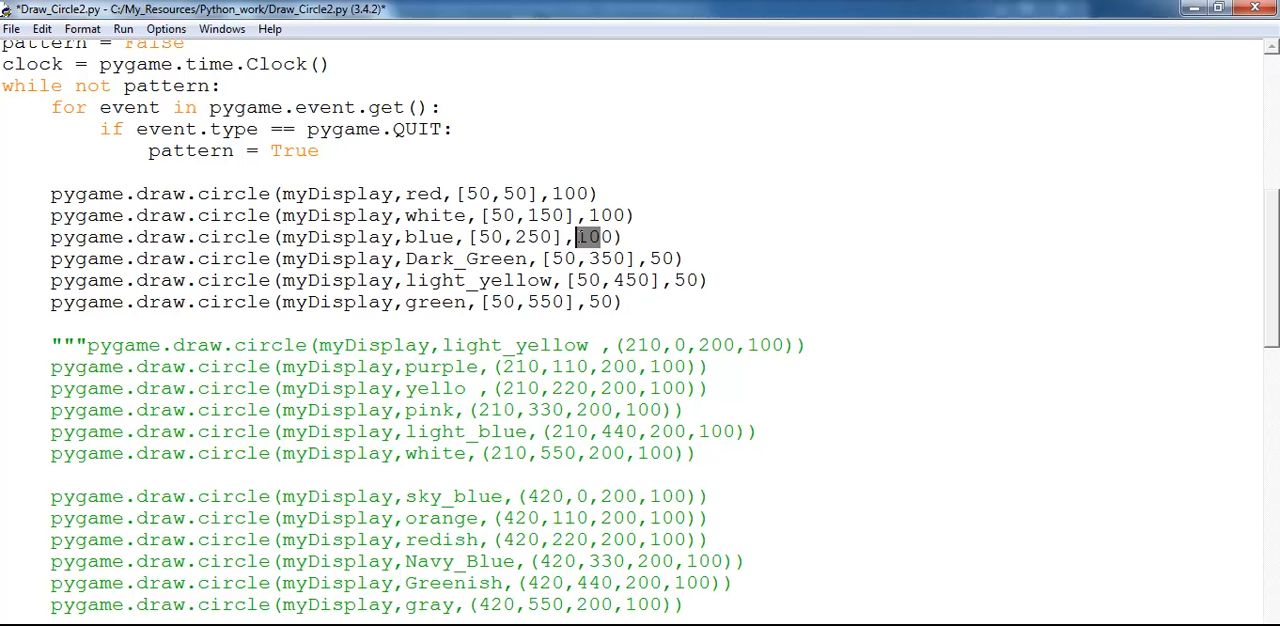 *Draw_Circle2.py - C:/My_Resources/Python_work/Draw_Circle2.py (3.4.2)*
File Edit Format Run Options Windows Help
pattern = False
clock = pygame.time.Clock()
while not pattern:
    for event in pygame.event.get():
        if event.type == pygame.QUIT:
            pattern = True
    pygame.draw.circle(myDisplay,red,[50,50],100)
    pygame.draw.circle(myDisplay,white,[50,150],100)
    pygame.draw.circle(myDisplay,blue,[50,250],100)
    pygame.draw.circle(myDisplay,Dark_Green,[50,350],50)
    pygame.draw.circle(myDisplay,light_yellow,[50,450],50)
    pygame.draw.circle(myDisplay,green,[50,550],50)
    """pygame.draw.circle(myDisplay,light_yellow ,(210,0,200,100))
    pygame.draw.circle(myDisplay,purple,(210,110,200,100))
    pygame.draw.circle(myDisplay,yello ,(210,220,200,100))
    pygame.draw.circle(myDisplay,pink,(210,330,200,100))
    pygame.draw.circle(myDisplay,light_blue,(210,440,200,100))
    pygame.draw.circle(myDisplay,white,(210,550,200,100))
    pygame.draw.circle(myDisplay,sky_blue,(420,0,200,100))
    pygame.draw.circle(myDisplay,orange,(420,110,200,100))
    pygame.draw.circle(myDisplay,redish,(420,220,200,100))
    pygame.draw.circle(myDisplay,Navy_Blue,(420,330,200,100))
    pygame.draw.circle(myDisplay,Greenish,(420,440,200,100))
    pygame.draw.circle(myDisplay,gray,(420,550,200,100))